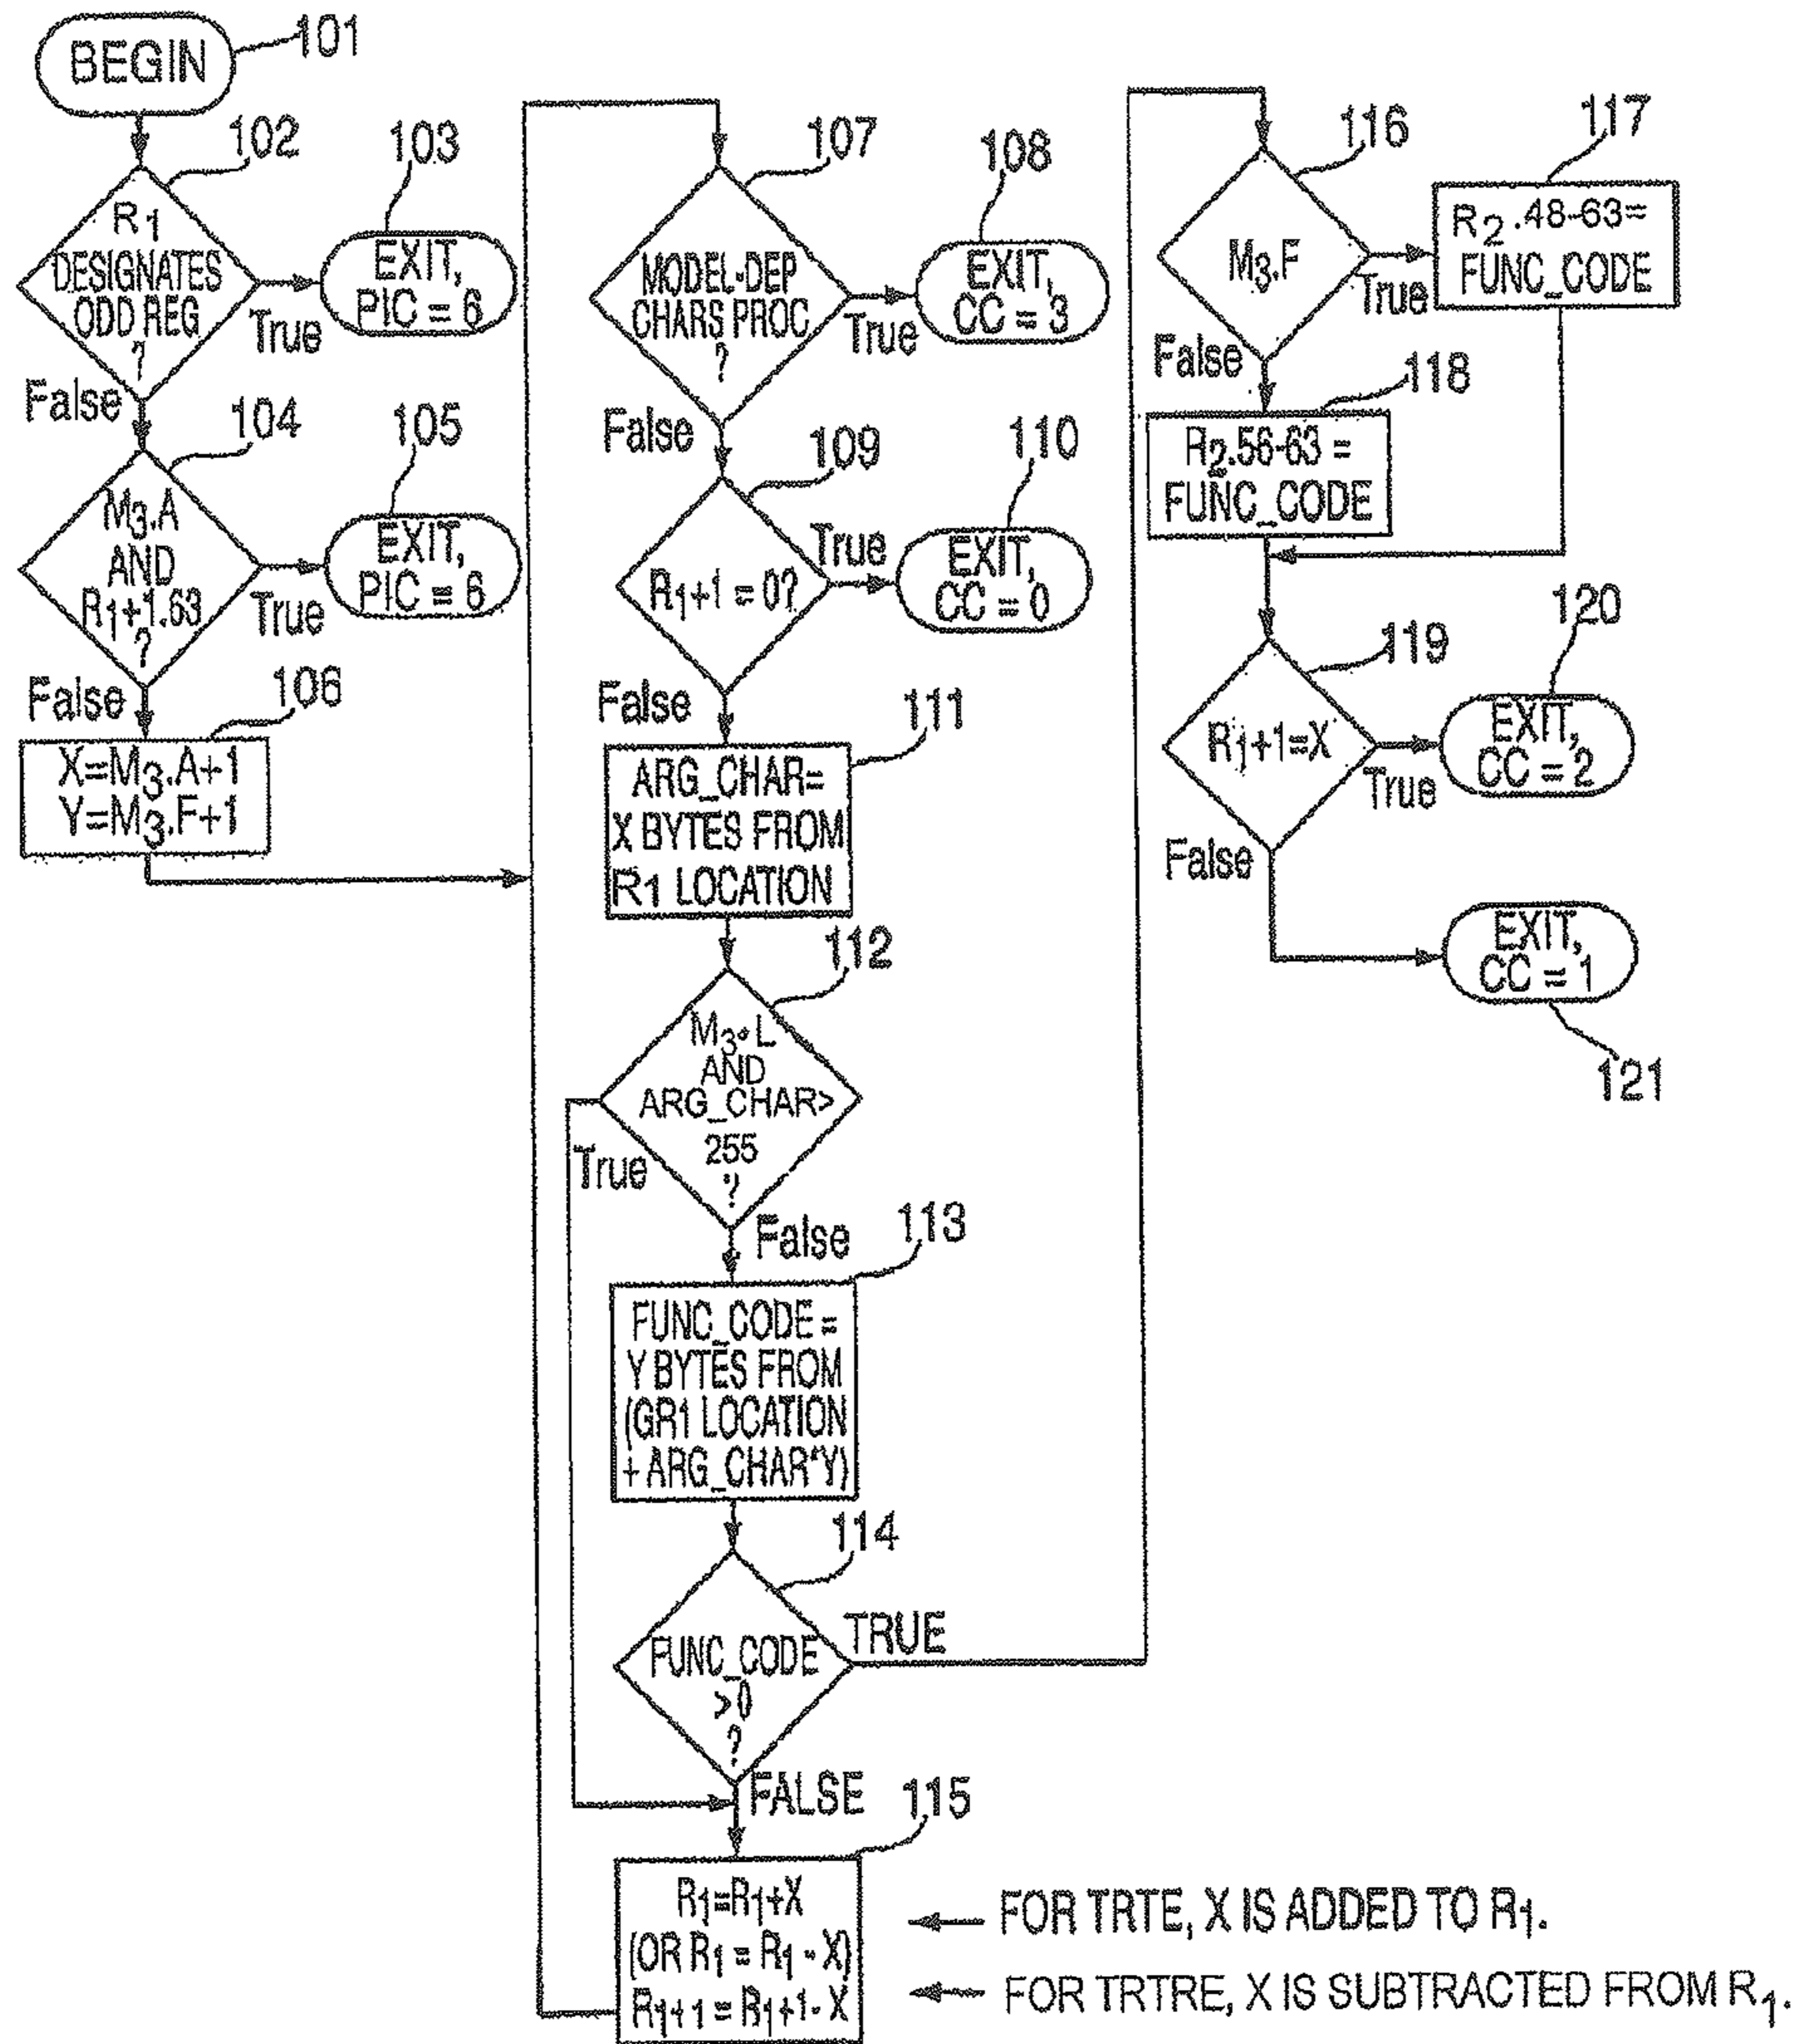 BEGIN
101
102
R1
DESIGNATES
ODD REG
?
True
103
EXIT,
PIC = 6
False
104
M3.A
AND
R1+1.63
?
True
105
EXIT,
PIC = 6
False
106
X=M3.A+1
Y=M3.F+1
107
MODEL-DEP
CHARS PROC
?
True
108
EXIT,
CC = 3
False
109
R1+1 = 0?
True
110
EXIT,
CC = 0
False
111
ARG_CHAR=
X BYTES FROM
R1 LOCATION
112
M3.L
AND
ARG_CHAR>
255
?
True
False
113
FUNC_CODE =
Y BYTES FROM
(GR1 LOCATION
+ ARG_CHAR*Y)
114
FUNC_CODE
>0
?
TRUE
FALSE
115
R1=R1+X
(OR R1 = R1 - X)
R1+1 = R1+1-X
FOR TRTE, X IS ADDED TO R1.
FOR TRTRE, X IS SUBTRACTED FROM R1.
116
M3.F
True
117
R2.48-63=
FUNC_CODE
False
118
R2.56-63 =
FUNC_CODE
119
R1+1=X
True
120
EXIT,
CC = 2
False
EXIT,
CC = 1
121